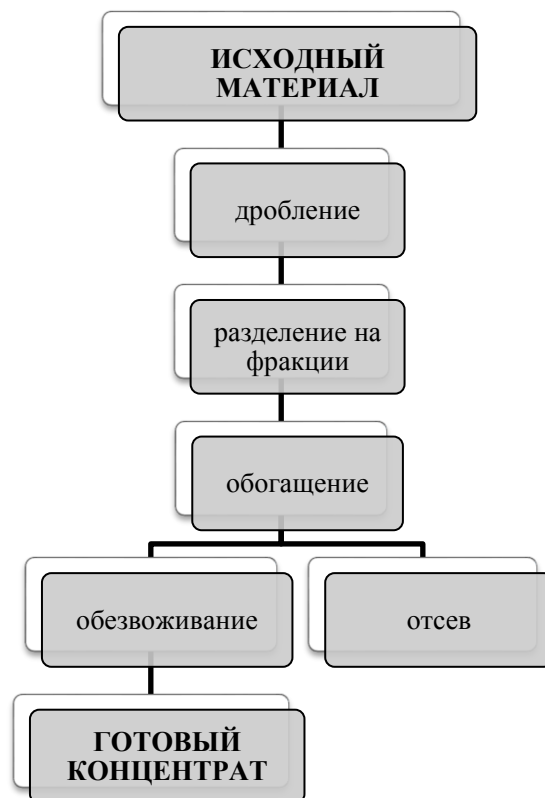 ИСХОДНЫЙ
МАТЕРИАЛ
дробление
разделение на
фракции
обогащение
обезвоживание
отсев
ГОТОВЫЙ
КОНЦЕНТРАТ